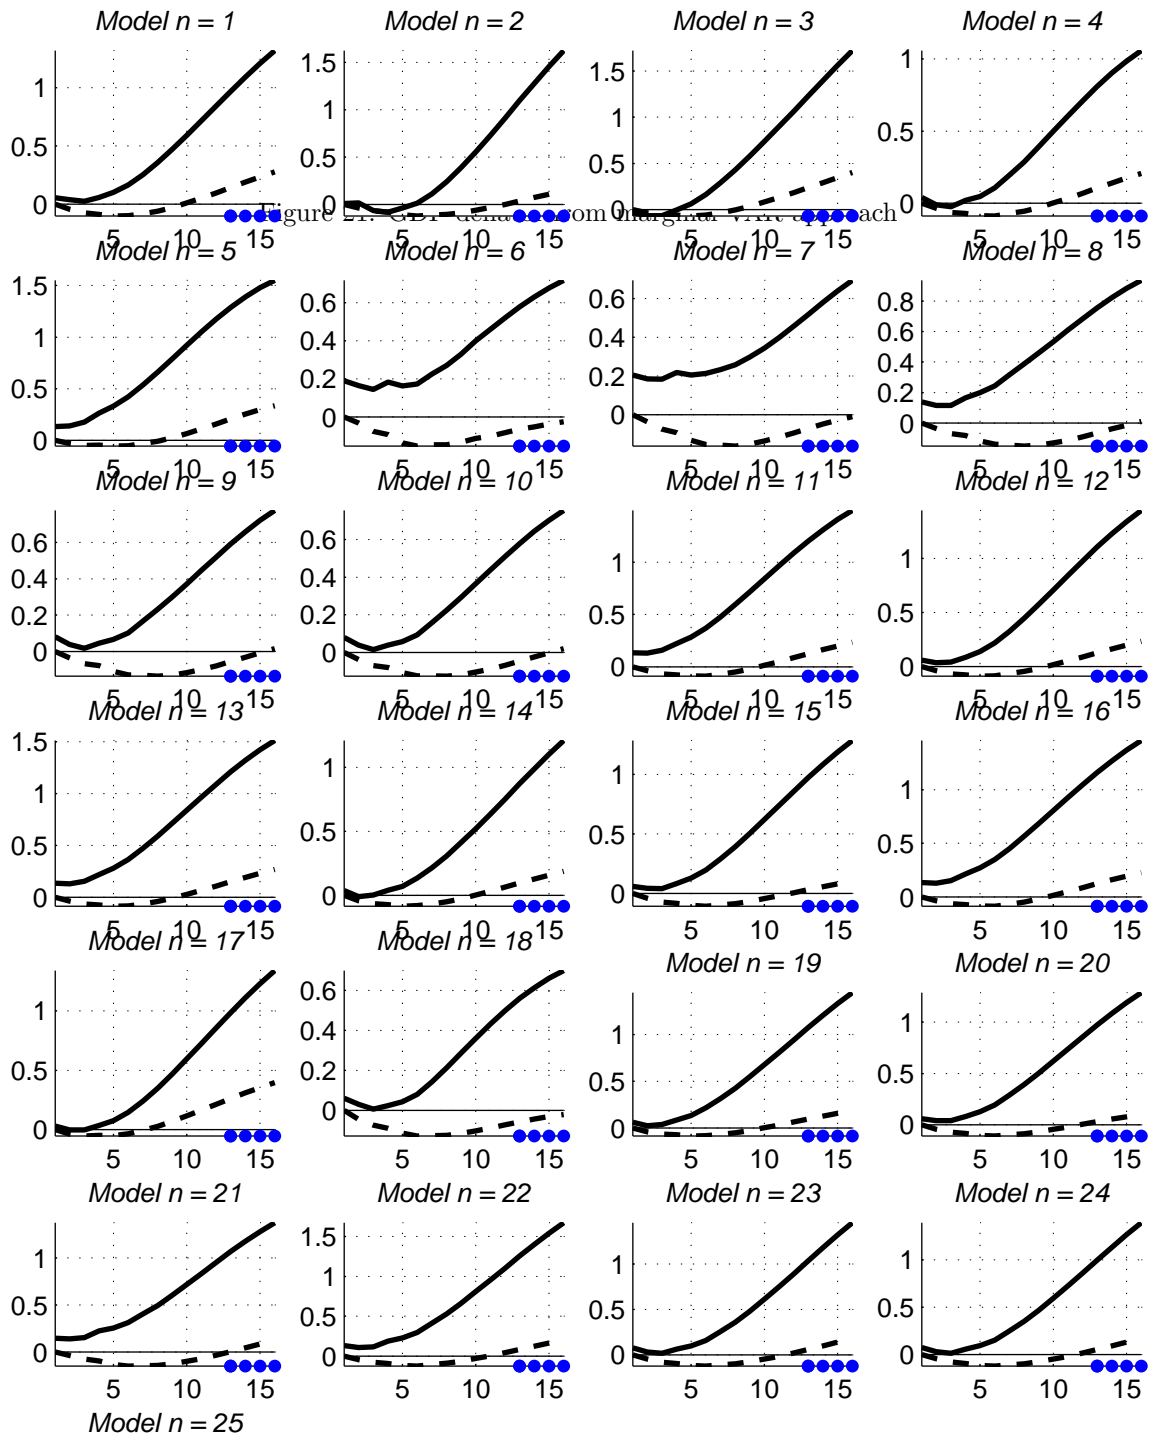 Model n = 1 Model n = 2 Model n = 3 Model n = 4
1 0.5 0 1.5 1 0.5 0 1.5 1 0.5 0 1 0.5 0
Figure approach
5 10 15 5 10 15 5 10 15 5 10 15
Model n = 5 Model n = 6 Model n = 7 Model n = 8
1.5 1 0.5 0 0.6 0.4 0.2 0 0.6 0.4 0.2 0 0.8 0.6 0.4 0.2 0
5 10 15 5 10 15 5 10 15 5 10 15
Model n = 9 Model n = 10 Model n = 11 Model n = 12
0.6 0.4 0.2 0 0.6 0.4 0.2 0 1 0.5 0 1 0.5 0
5 10 15 5 10 15 5 10 15 5 10 15
Model n = 13 Model n = 14 Model n = 15 Model n = 16
1.5 1 0.5 0 1 0.5 0 1 0.5 0 1 0.5 0
5 10 15 5 10 15 5 10 15 5 10 15
Model n = 17 Model n = 18 Model n = 19 Model n = 20
1 0.5 0 0.6 0.4 0.2 0 1 0.5 0 1 0.5 0
5 10 15 5 10 15 5 10 15 5 10 15
Model n = 21 Model n = 22 Model n = 23 Model n = 24
1 0.5 0 1.5 1 0.5 0 1 0.5 0 1 0.5 0
5 10 15 5 10 15 5 10 15 5 10 15
Model n = 25